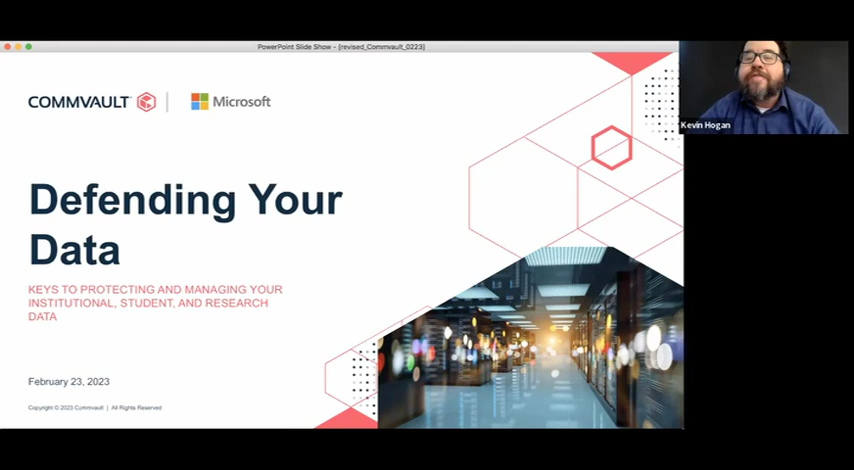 PowerPoint Slide Show - [revised_Commvault_0223]
COMMVAULT
Microsoft
Kevin Hogan
Defending Your
Data
KEYS TO PROTECTING AND MANAGING YOUR
INSTITUTIONAL, STUDENT, AND RESEARCH
DATA
February 23, 2023
Copyright © 2023 Commvault | All Rights Reserved